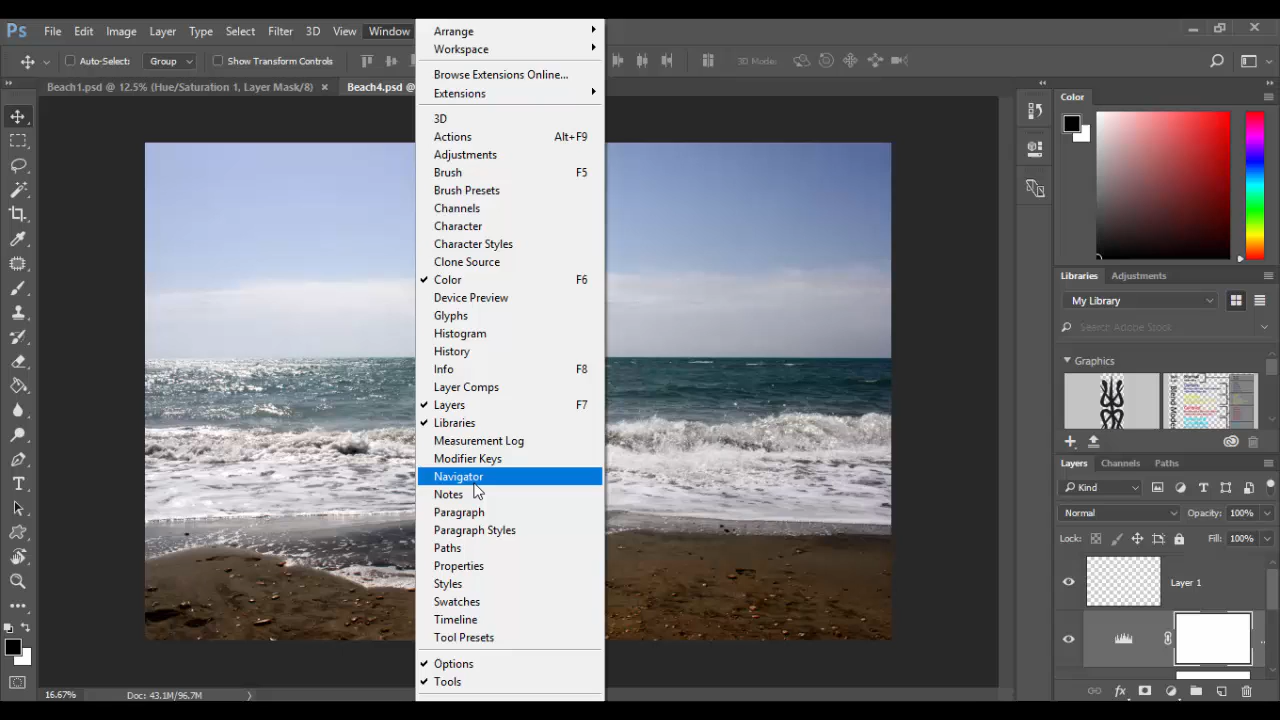 Ps File Edit Image Layer Type Select Filter 3D View Window
Auto-Select: Group Show Transform Controls 3D Mode:
Beach1.psd @ 12.5% (Hue/Saturation 1, Layer Mask/8) × Beach4.psd @
Arrange
Workspace
Browse Extensions Online...
Extensions
3D
Actions Alt+F9
Adjustments
Brush F5
Brush Presets
Channels
Character
Character Styles
Clone Source
Color F6
Device Preview
Glyphs
Histogram
History
Info F8
Layer Comps
Layers F7
Libraries
Measurement Log
Modifier Keys
Navigator
Notes
Paragraph
Paragraph Styles
Paths
Properties
Styles
Swatches
Timeline
Tool Presets
Options
Tools
Color
Libraries Adjustments
My Library
Search Adobe Stock
Graphics
Layers Channels Paths
Kind
Normal Opacity: 100%
Lock: Fill: 100%
Layer 1
16.67% Doc: 43.1M/96.7M